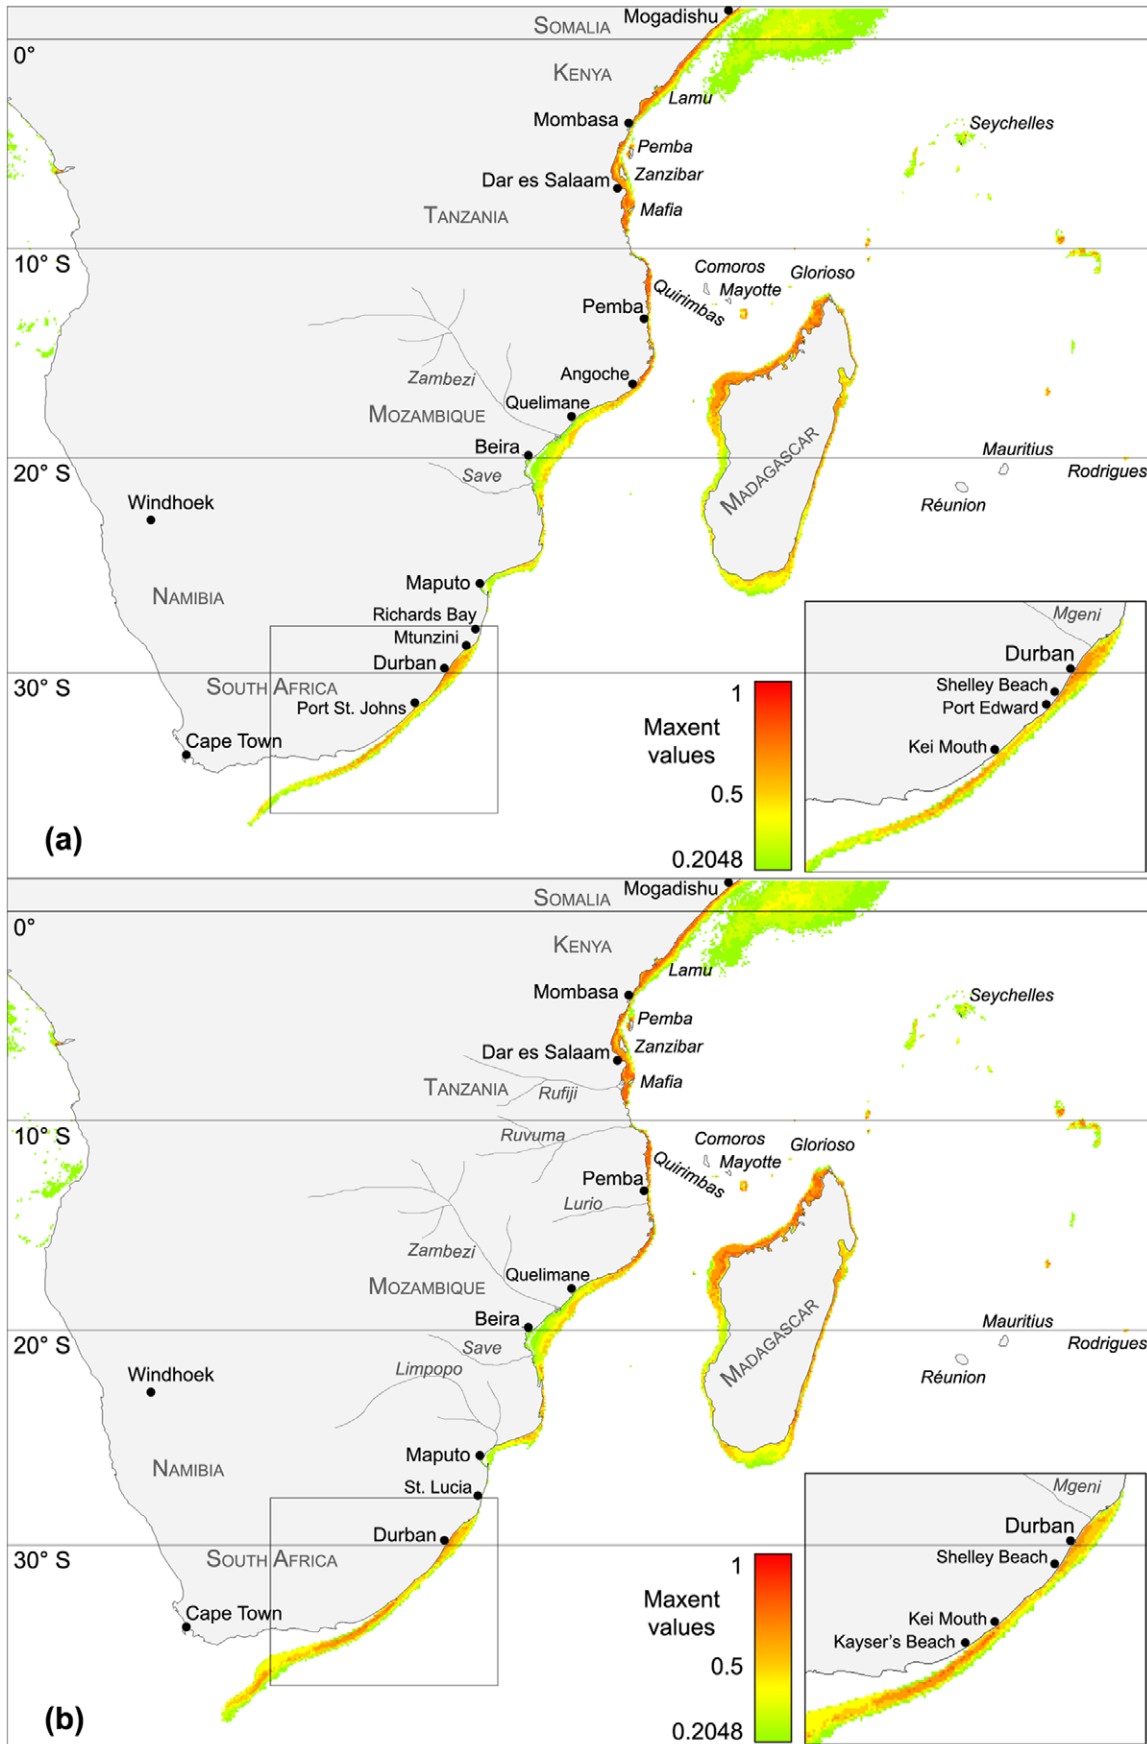 Mogadishu
SOMALIA
0°
KENYA
Lamu
Mombasa
Seychelles
Pemba
Zanzibar
Dar es Salaam
Mafia
TANZANIA
10° S
Comoros
Glorioso
Mayotte
Quirimbas
Pemba
Angoche
Zambezi
Quelimane
MOZAMBIQUE
Beira
MADAGASCAR
Mauritius
20° S
Save
Rodrigues
Réunion
Windhoek
Maputo
NAMIBIA
Richards Bay
Mgeni
Mtunzini
Durban
Durban
30° S
SOUTH AFRICA
Shelley Beach
1
Port St. Johns
Port Edward
Maxent
values
Cape Town
Kei Mouth
0.5
(a)
0.2048
Mogadishu
SOMALIA
0°
KENYA
Lamu
Mombasa
Seychelles
Pemba
Zanzibar
Dar es Salaam
Mafia
TANZANIA
Rufiji
10° S
Ruvuma
Comoros
Glorioso
Mayotte
Quirimbas
Pemba
Lurio
Zambezi
Quelimane
MOZAMBIQUE
Beira
MADAGASCAR
Mauritius
20° S
Save
Rodrigues
Limpopo
Windhoek
Réunion
Maputo
NAMIBIA
St. Lucia
Mgeni
Durban
Durban
30° S
SOUTH AFRICA
Shelley Beach
1
Maxent
values
Cape Town
Kei Mouth
Kayser's Beach
0.5
(b)
0.2048